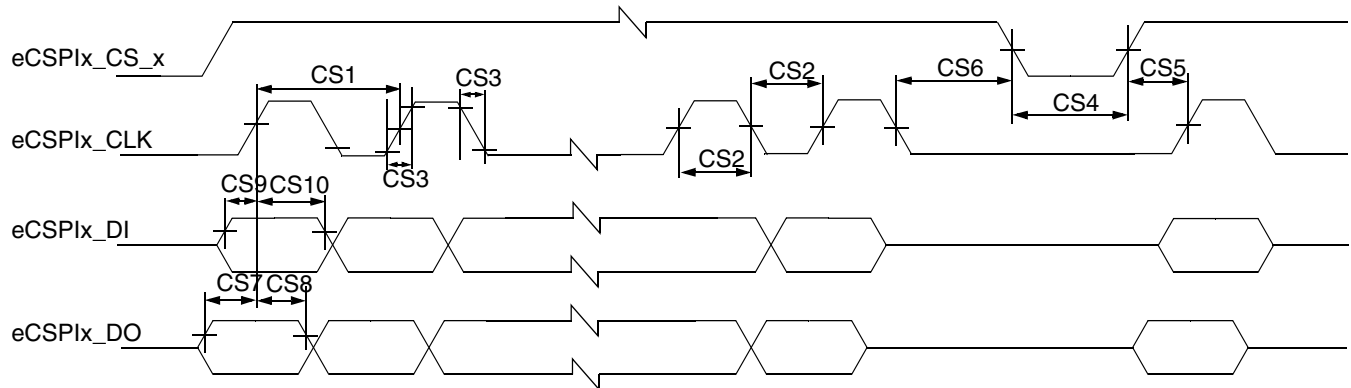 eCSPIx_CS_x
CS1
CS3
CS2
CS6
CS5
CS4
eCSPIx_CLK
CS3
CS2
CS9
CS10
eCSPIx_DI
CS7
CS8
eCSPIx_DO